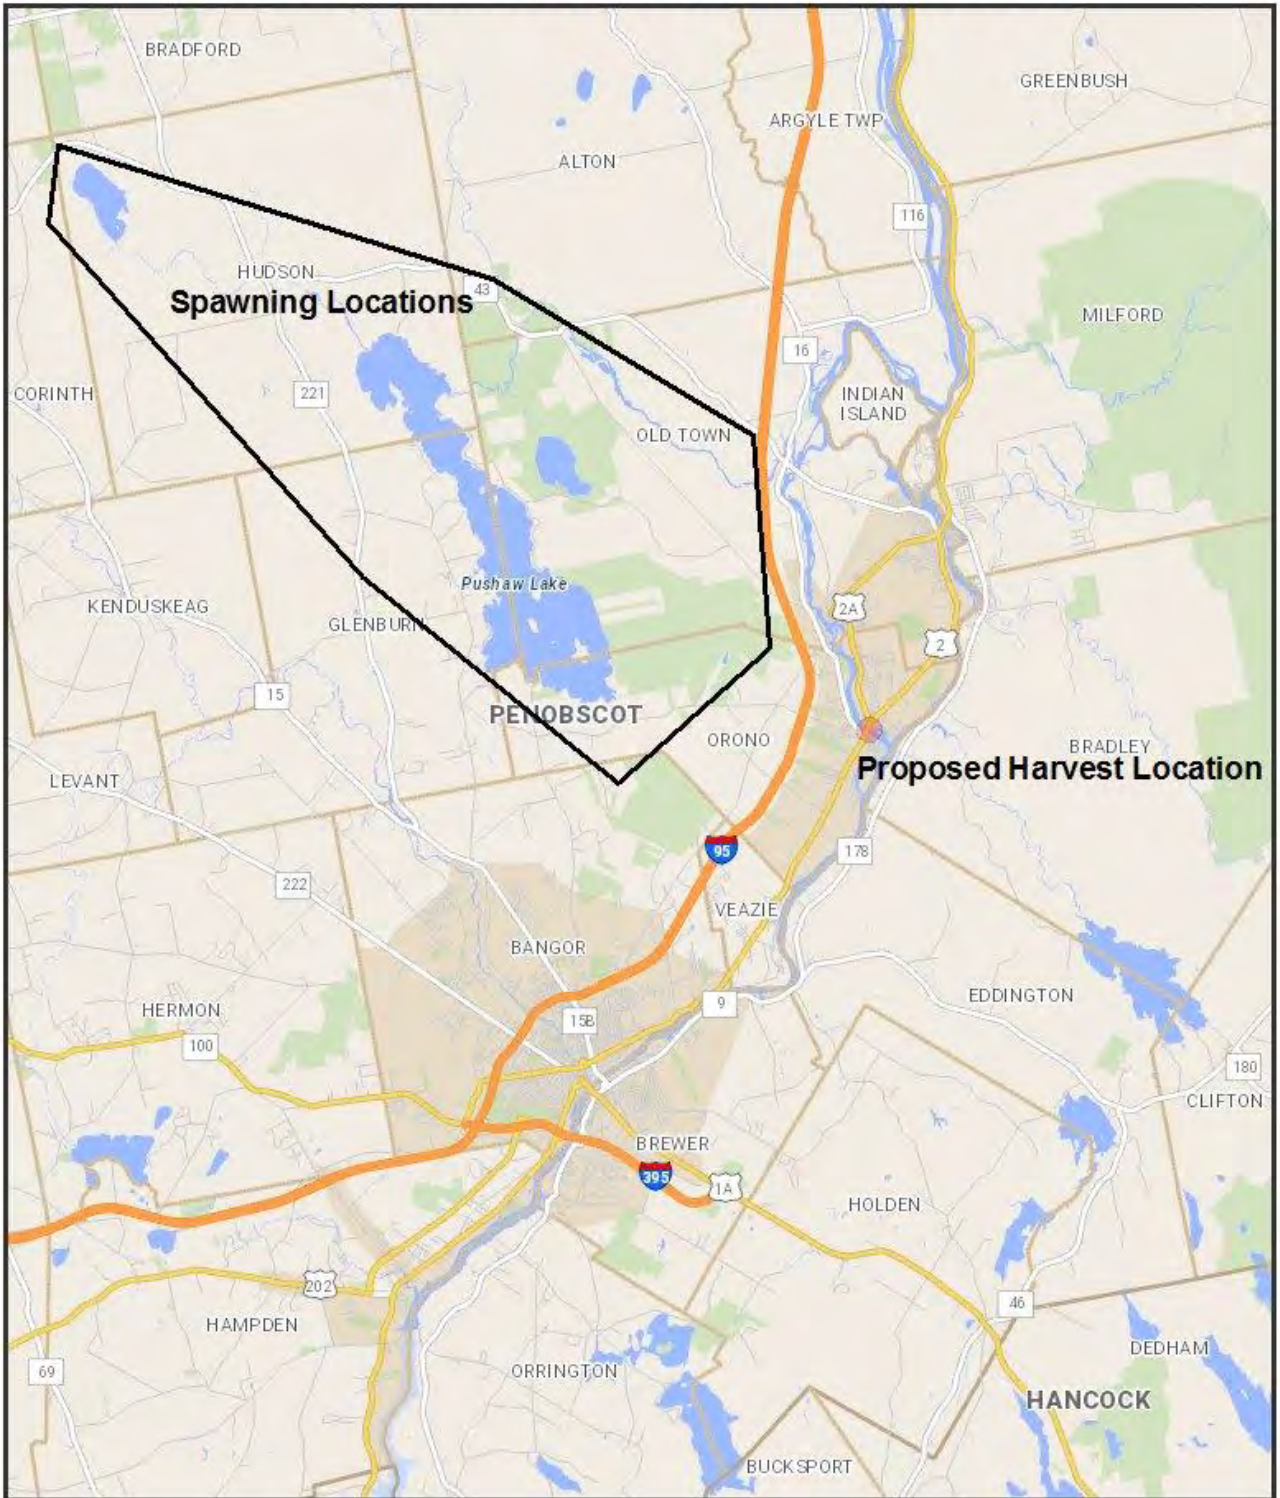 BRADFORD
GREENBUSH
ARGYLE TWP
ALTON
116
HUDSON
43
Spawning Locations
MILFORD
16
221
CORINTH
INDIAN
ISLAND
OLD TOWN
Pushaw Lake
KENDUSKEAG
2A
GLENBURN
2
15
PENOBSCOT
ORONO
BRADLEY
Proposed Harvest Location
LEVANT
95
178
222
VEAZIE
BANGOR
EDDINGTON
9
HERMON
15B
100
180
CLIFTON
BREWER
395
1A
HOLDEN
202
46
HAMPDEN
DEDHAM
69
ORRINGTON
HANCOCK
BUCKSPORT